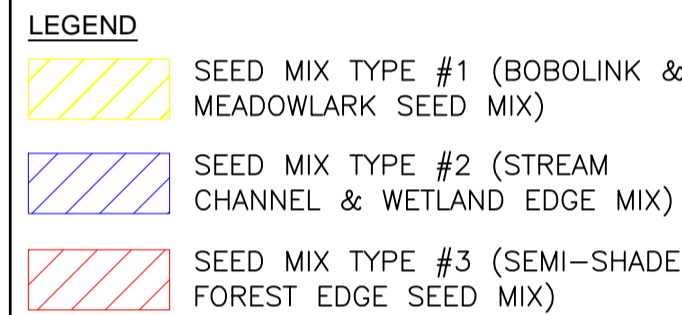 LEGEND
SEED MIX TYPE #1 (BOBOLINK &
MEADOWLARK SEED MIX)
SEED MIX TYPE #2 (STREAM
CHANNEL & WETLAND EDGE MIX)
SEED MIX TYPE #3 (SEMI-SHADE
FOREST EDGE SEED MIX)